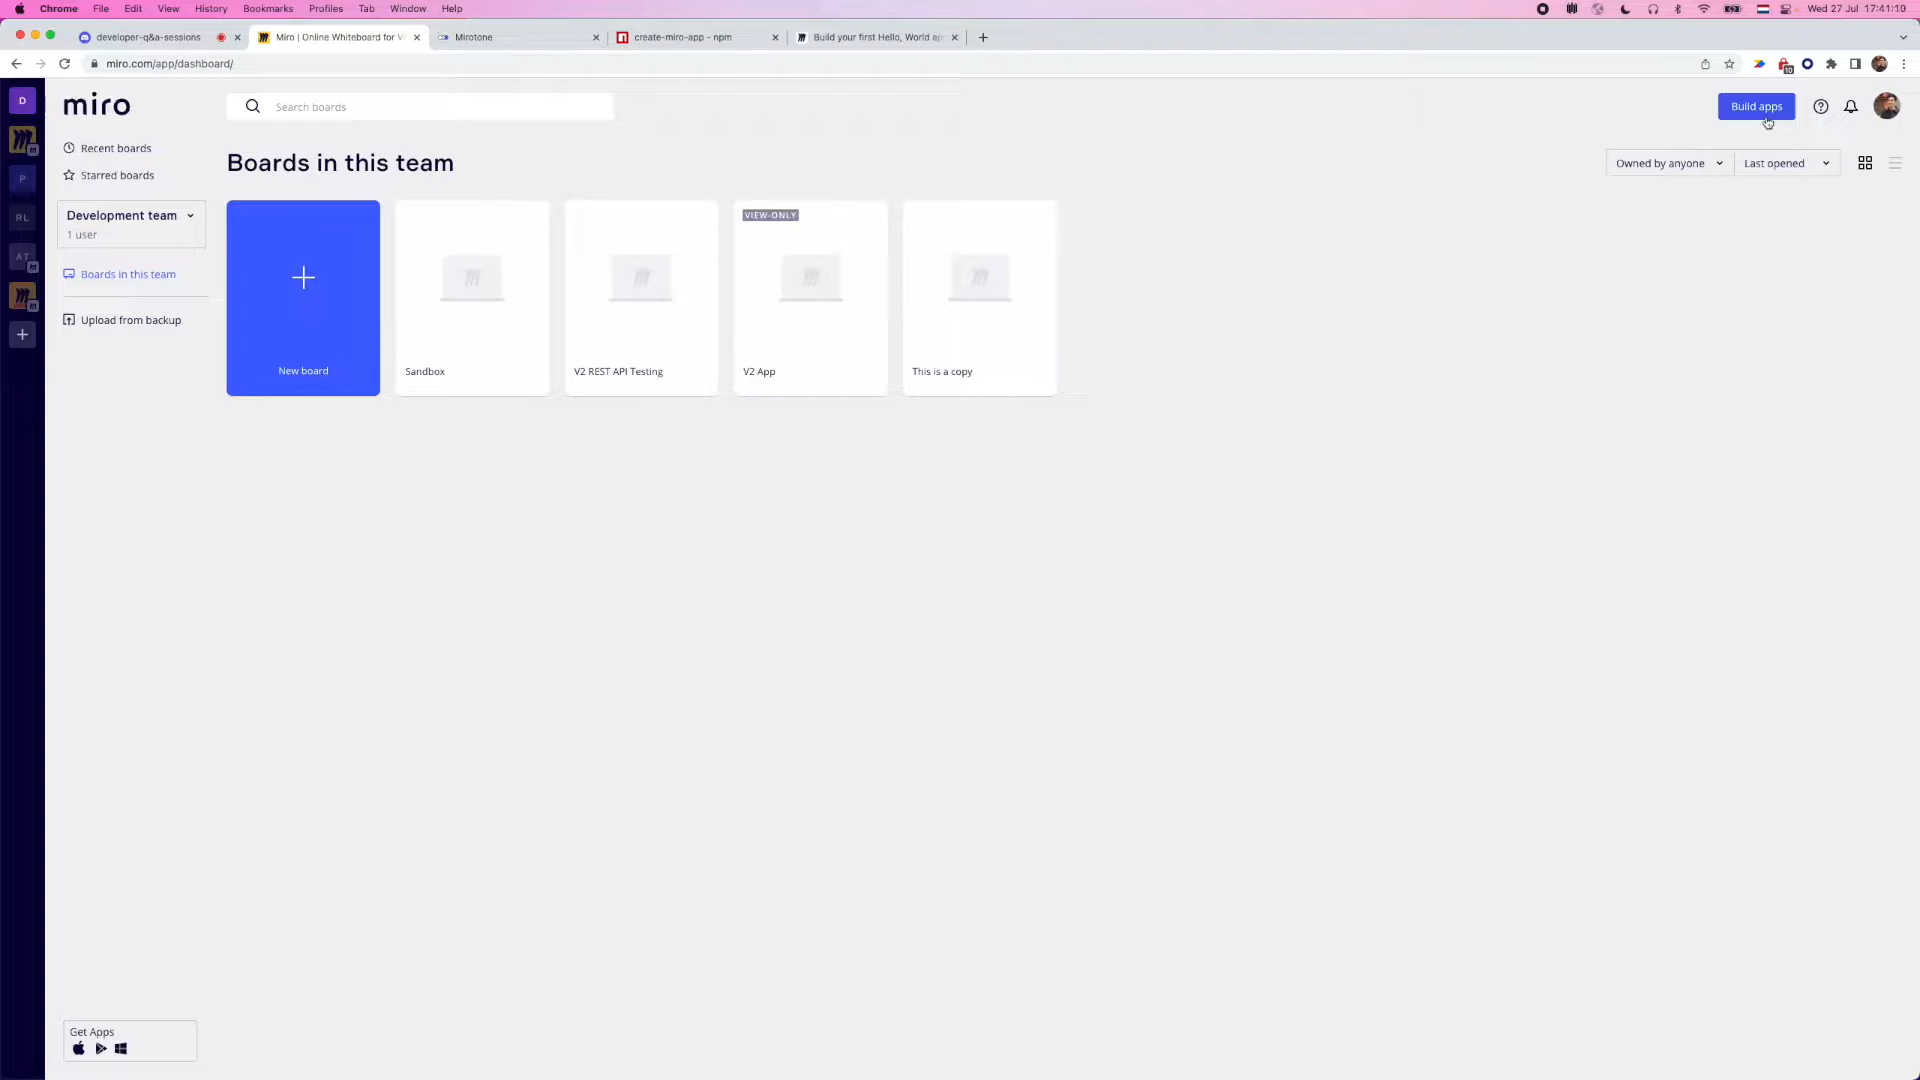 Chrome File Edit View History Bookmarks Profiles Tab Window Help
Wed 27 Jul 17:41:19
developer-q&a-sessions
Miro | Online Whiteboard for Vi
Mirotone
create-miro-app - npm
Build your first Hello, World ap
miro.com/app/dashboard/
10
D
miro
Search boards
Build apps
Recent boards
Starred boards
Boards in this team
Owned by anyone
Last opened
P
RL
AT
Development team
1 user
Boards in this team
Upload from backup
New board
Sandbox
V2 REST API Testing
VIEW-ONLY
V2 App
This is a copy
Get Apps